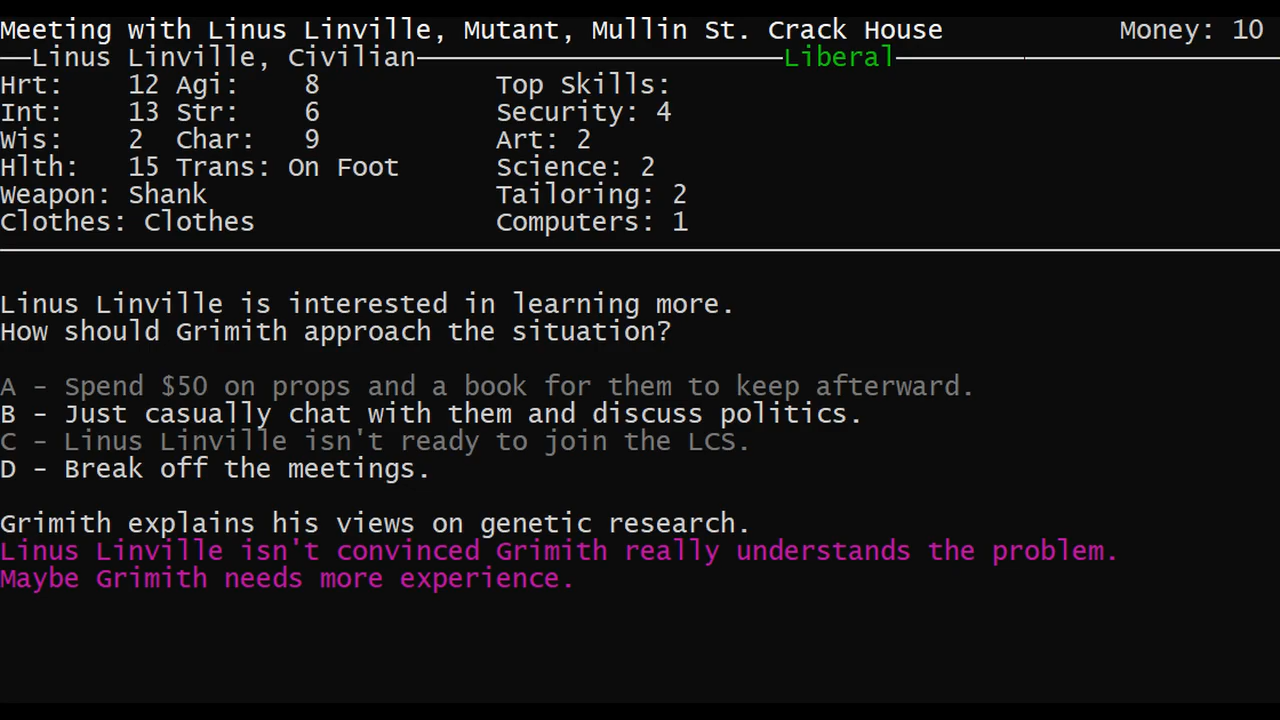 Meeting with Linus Linville, Mutant, Mullin St. Crack House Money: 10
Linus Linville, Civilian Liberal
Hrt: 12 Agi: 8 Top Skills:
Int: 13 Str: 6 Security: 4
Wis: 2 Char: 9 Art: 2
Hlth: 15 Trans: On Foot Science: 2
Weapon: Shank Tailoring: 2
Clothes: Clothes Computers: 1
Linus Linville is interested in learning more.
How should Grimith approach the situation?
A - Spend $50 on props and a book for them to keep afterward.
B - Just casually chat with them and discuss politics.
C - Linus Linville isn't ready to join the LCS.
D - Break off the meetings.
Grimith explains his views on genetic research.
Linus Linville isn't convinced Grimith really understands the problem.
Maybe Grimith needs more experience.